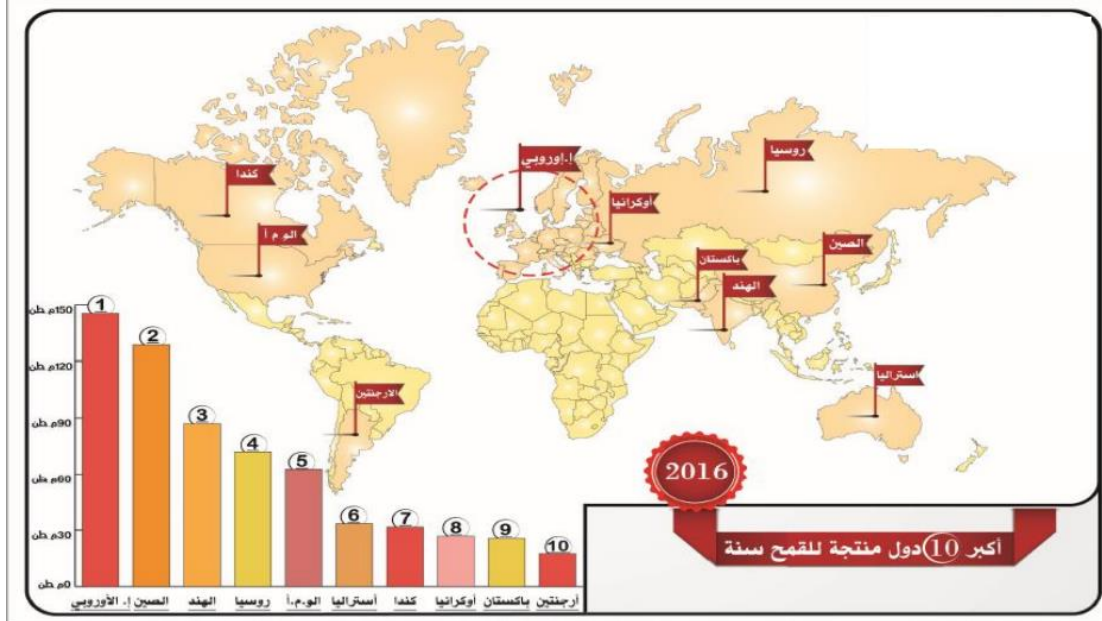 إ.إوروبي
روسيا
كندا
أوكرانيا
الو م أ
الصين
باكستان
الهند
استراليا
الارجنتين
150م طن
120م طن
90م طن
60م طن
30م طن
0م طن
1
2
3
4
5
6
7
8
9
10
إ. الأوروبي الصين الهند روسيا الو.م.أ أستراليا كندا أوكرانيا باكستان أرجنتين
2016
أكبر 10 دول منتجة للقمح سنة